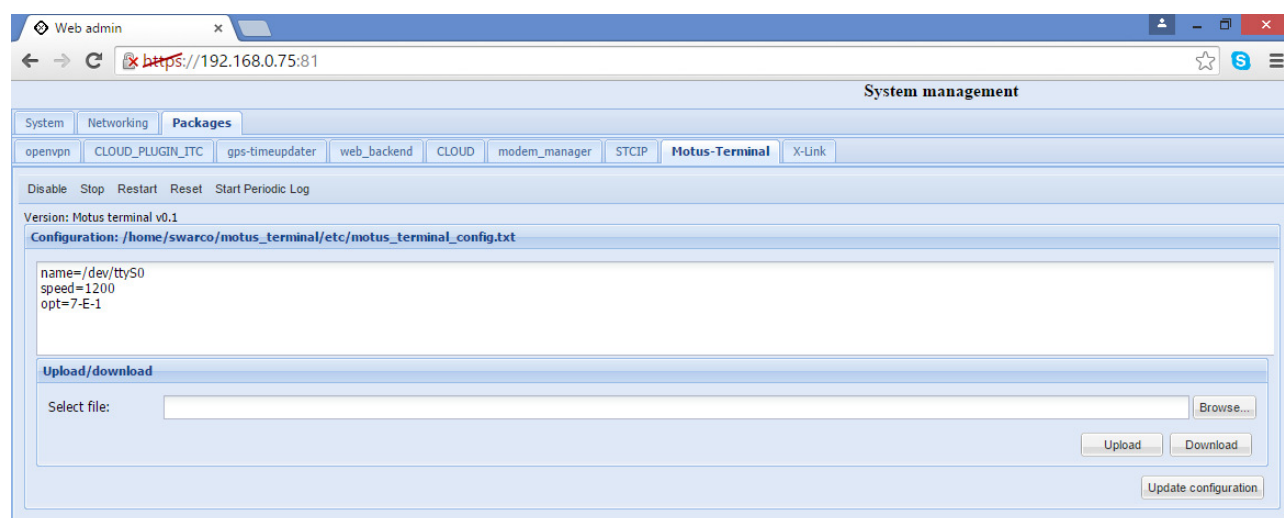 Web admin
https://192.168.0.75:81
System management
System Networking Packages
openvpn CLOUD_PLUGIN_ITC gps-timeupdater web_backend CLOUD modem_manager STCIP Motus-Terminal X-Link
Disable Stop Restart Reset Start Periodic Log
Version: Motus terminal v0.1
Configuration: /home/swarco/motus_terminal/etc/motus_terminal_config.txt
name=/dev/ttyS0
speed=1200
opt=7-E-1
Upload/download
Select file: Browse...
Upload Download
Update configuration